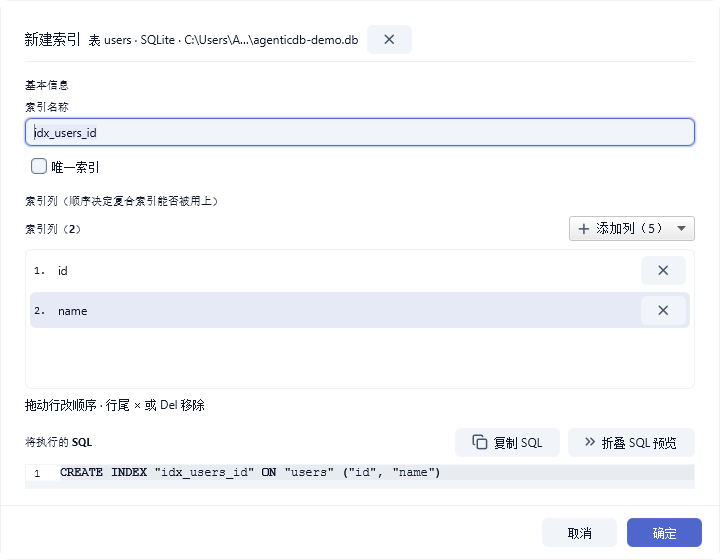 新建索引 表 users · SQLite · C:\Users\A...\agenticdb-demo.db
基本信息
索引名称
idx_users_id
唯一索引
索引列（顺序决定复合索引能否被用上）
索引列（2）
添加列（5）
1. id
2. name
拖动行改顺序 · 行尾 × 或 Del 移除
将执行的 SQL
复制 SQL
折叠 SQL 预览
1 CREATE INDEX "idx_users_id" ON "users" ("id", "name")
取消
确定